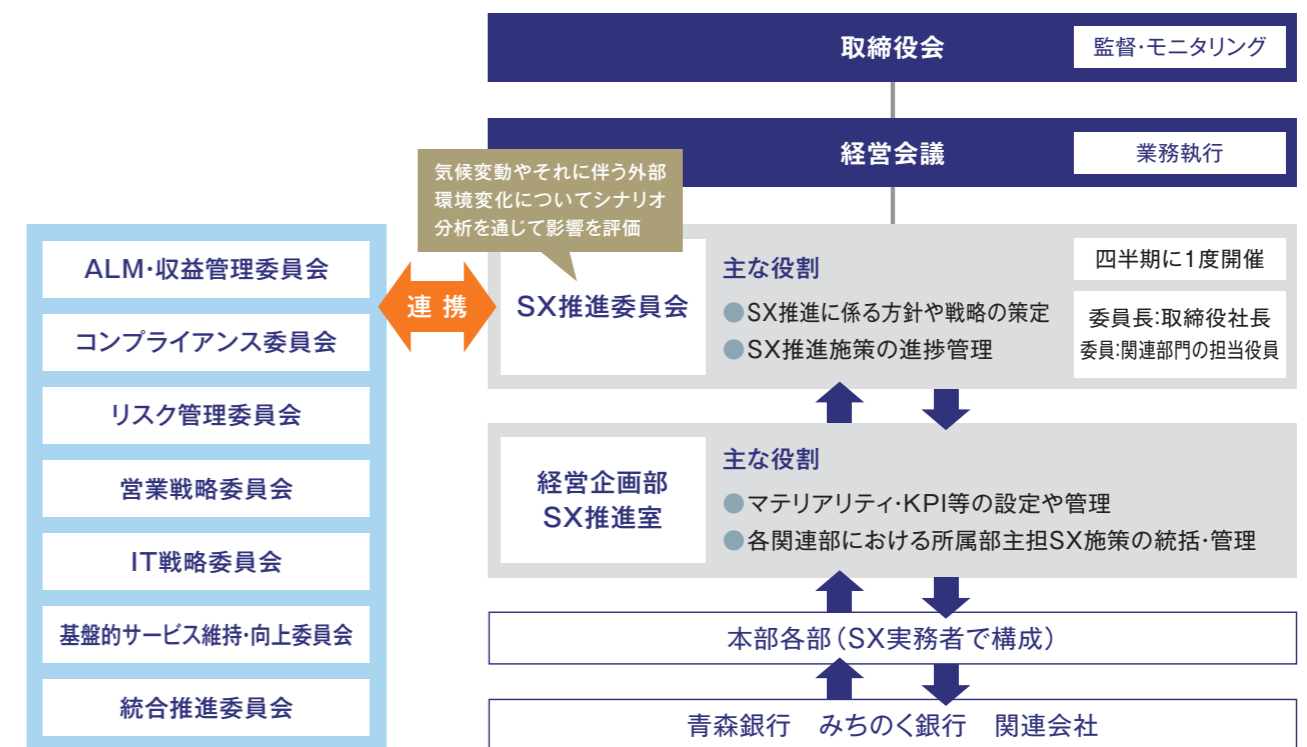 取締役会
監督・モニタリング
経営会議
業務執行
気候変動やそれに伴う外部
環境変化についてシナリオ
分析を通じて影響を評価
ALM・収益管理委員会
コンプライアンス委員会
リスク管理委員会
営業戦略委員会
IT戦略委員会
基盤的サービス維持・向上委員会
統合推進委員会
連携
SX推進委員会
主な役割
●SX推進に係る方針や戦略の策定
●SX推進施策の進捗管理
四半期に1度開催
委員長:取締役社長
委員:関連部門の担当役員
経営企画部
SX推進室
主な役割
●マテリアリティ・KPI等の設定や管理
●各関連部における所属部主担SX施策の統括・管理
本部各部（SX実務者で構成）
青森銀行　みちのく銀行　関連会社